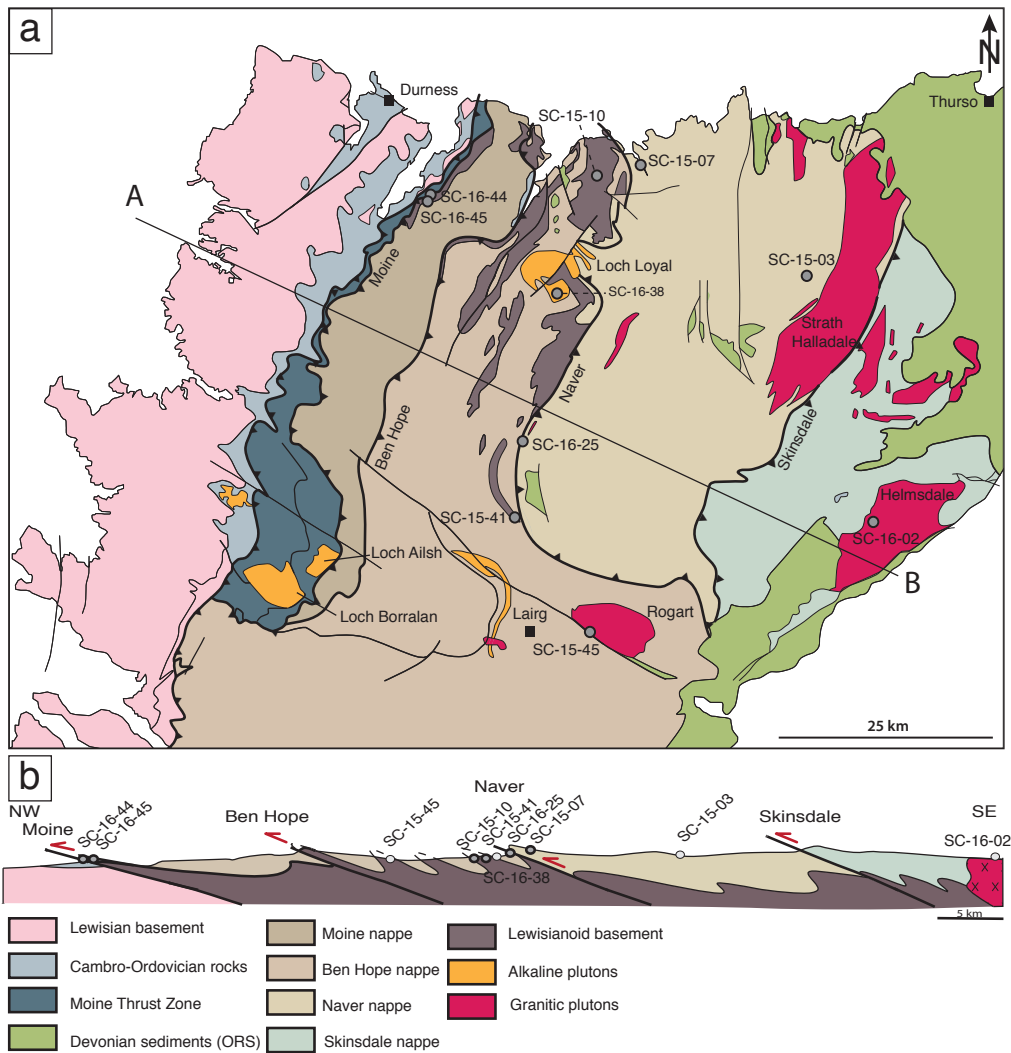 a
N
Durness
Thurso
SC-15-10
SC-15-07
A
SC-16-44
SC-16-45
Moine
Loch Loyal
SC-16-38
SC-15-03
Strath
Halladale
Naver
Ben Hope
Skinsdale
SC-16-25
Helmsdale
SC-15-41
SC-16-02
Loch Ailsh
B
Loch Borralan
Lairg
Rogart
SC-15-45
25 km
b
NW
Moine
SC-16-44
SC-16-45
Ben Hope
SC-15-45
Naver
SC-15-10
SC-15-41
SC-16-25
SC-15-07
SC-16-38
SC-15-03
Skinsdale
SE
SC-16-02
x
x x
5 km
Lewisian basement
Cambro-Ordovician rocks
Moine Thrust Zone
Devonian sediments (ORS)
Moine nappe
Ben Hope nappe
Naver nappe
Skinsdale nappe
Lewisianoid basement
Alkaline plutons
Granitic plutons